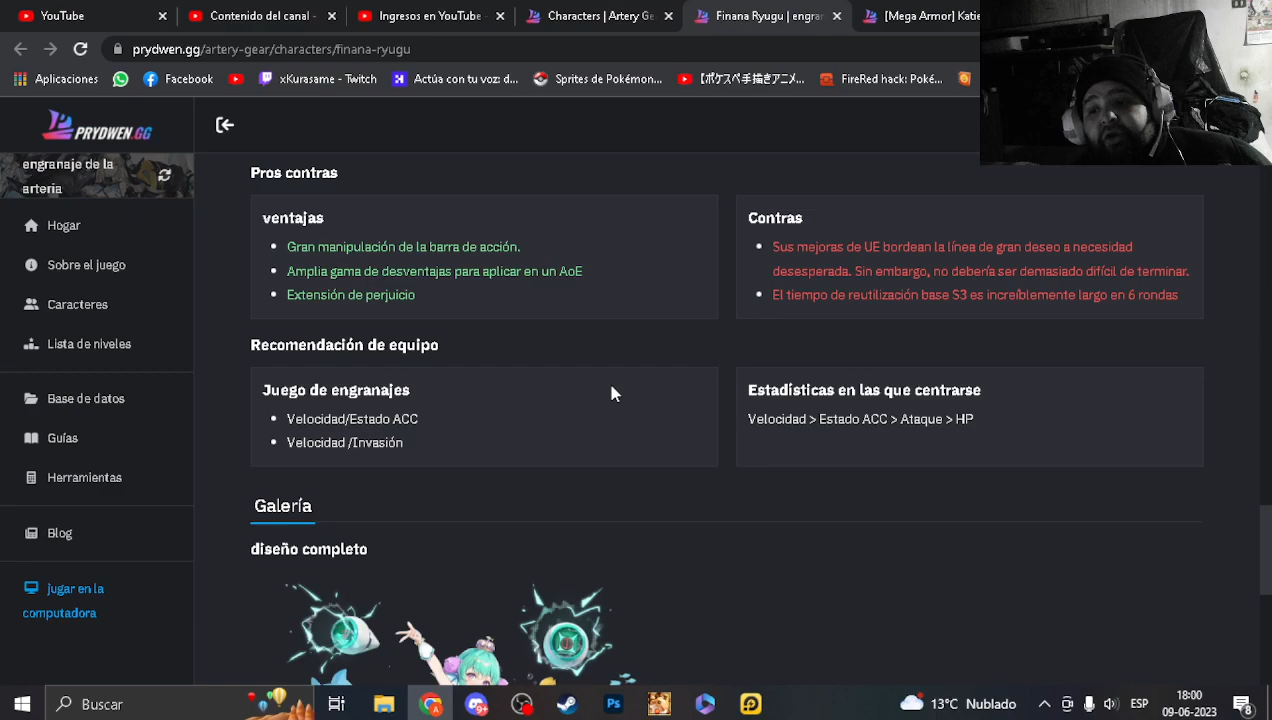 YouTube
Contenido del canal -
Ingresos en YouTube -
Characters | Artery Ge
Finana Ryugu | engrar
[Mega Armor] Katie
prydwen.gg/artery-gear/characters/finana-ryugu
Aplicaciones
Facebook
xKurasame - Twitch
Actúa con tu voz: d...
Sprites de Pokémon...
【ポケスペ手描きアニメ...
FireRed hack: Poké...
PRYDWEN.GG
engranaje de la
arteria
Hogar
Sobre el juego
Caracteres
Lista de niveles
Base de datos
Guías
Herramientas
Blog
jugar en la
computadora
Pros contras
ventajas
Gran manipulación de la barra de acción.
Amplia gama de desventajas para aplicar en un AoE
Extensión de perjuicio
Contras
Sus mejoras de UE bordean la línea de gran deseo a necesidad
desesperada. Sin embargo, no debería ser demasiado difícil de terminar.
El tiempo de reutilización base S3 es increíblemente largo en 6 rondas
Recomendación de equipo
Juego de engranajes
Velocidad/Estado ACC
Velocidad /Invasión
Estadísticas en las que centrarse
Velocidad > Estado ACC > Ataque > HP
Galería
diseño completo
Buscar
9+
Ps
13°C Nublado
ESP
18:00
09-06-2023
8